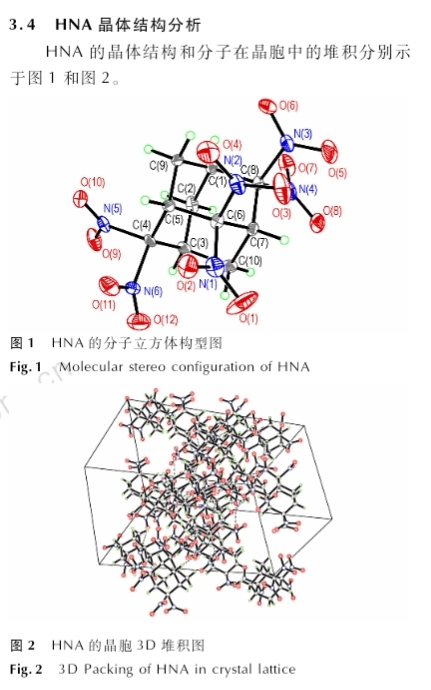 3.4 HNA 晶体结构分析
HNA 的晶体结构和分子在晶胞中的堆积分别示
于图 1 和图 2。
O(6)
O(4)
N(3)
N(2)
C(8)
O(7)
O(5)
C(9)
C(1)
N(4)
O(10)
C(2)
O(3)
O(8)
N(5)
C(5)
C(6)
C(4)
C(7)
O(9)
C(3)
C(10)
O(2)
N(1)
N(6)
O(11)
O(1)
O(12)
图 1 HNA 的分子立方体构型图
Fig. 1 Molecular stereo configuration of HNA
图 2 HNA 的晶胞 3D 堆积图
Fig. 2 3D Packing of HNA in crystal lattice